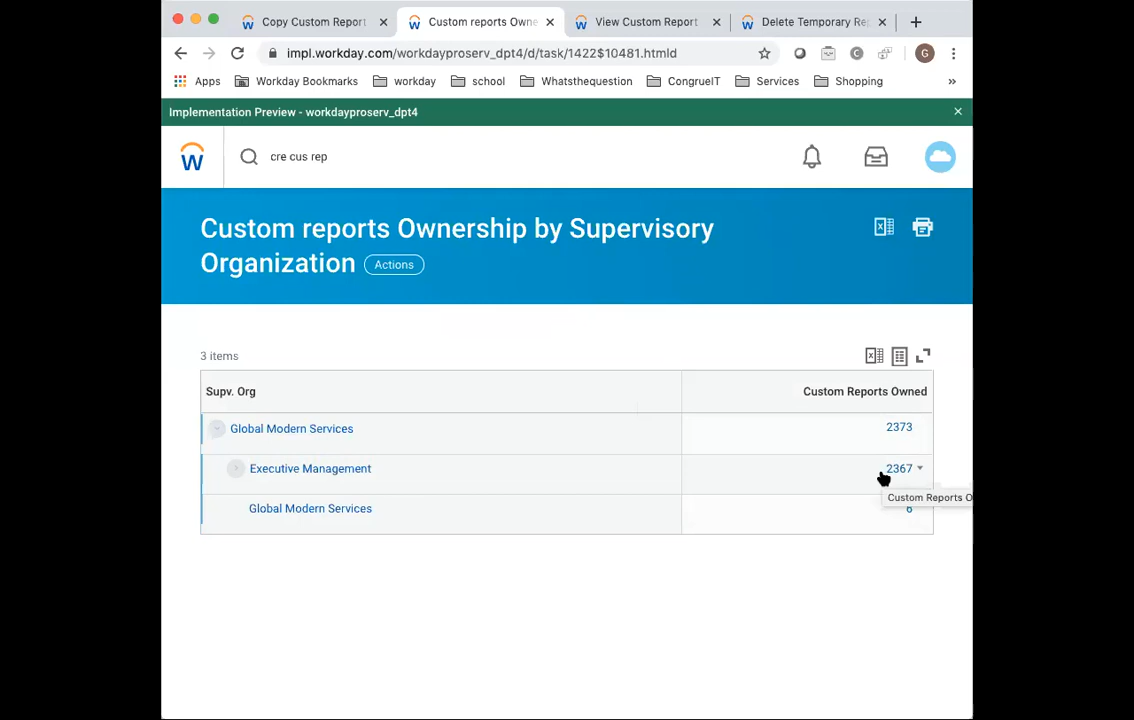 Copy Custom Report
Custom reports Owne
View Custom Report
Delete Temporary Re
impl.workday.com/workdayproserv_dpt4/d/task/1422$10481.htmld
G
Apps
Workday Bookmarks
workday
school
Whatsthequestion
CongrueIT
Services
Shopping
»
Implementation Preview - workdayproserv_dpt4
W
cre cus rep
Custom reports Ownership by Supervisory
Organization
Actions
3 items
Supv. Org
Custom Reports Owned
Global Modern Services
2373
Executive Management
2367
Custom Reports O
Global Modern Services
6